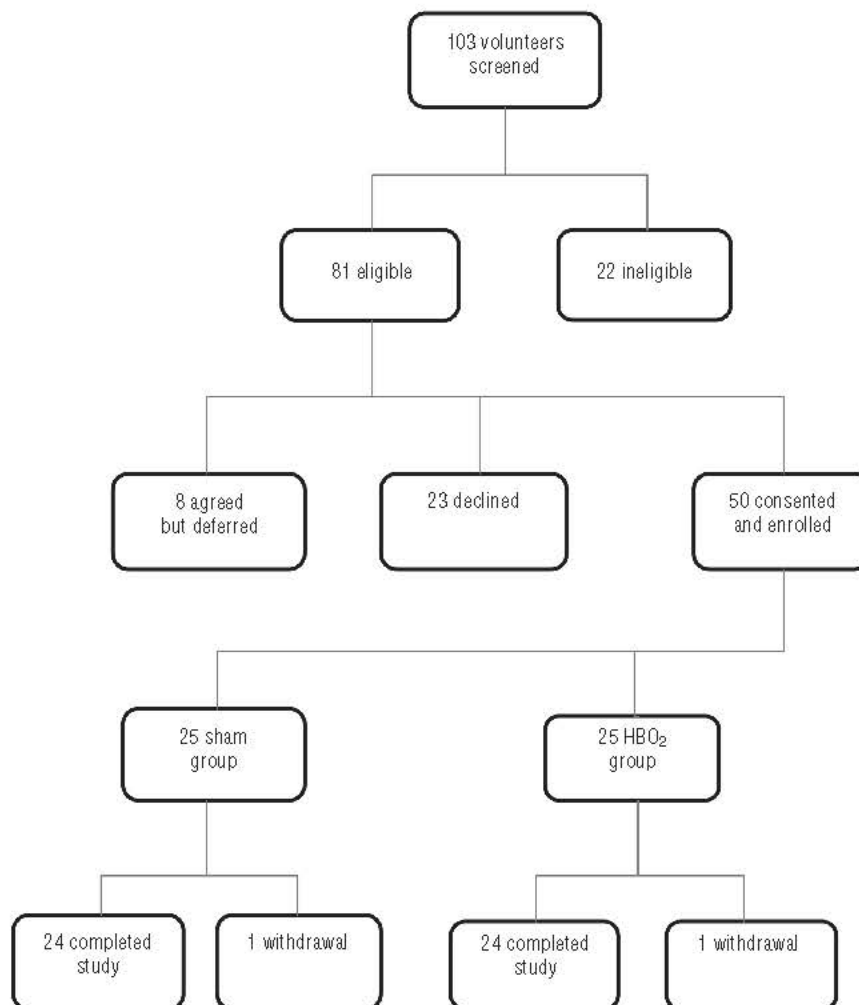 103 volunteers
screened
81 eligible
22 ineligible
8 agreed
but deferred
23 declined
50 consented
and enrolled
25 sham
group
25 HBO₂
group
24 completed
study
1 withdrawal
24 completed
study
1 withdrawal